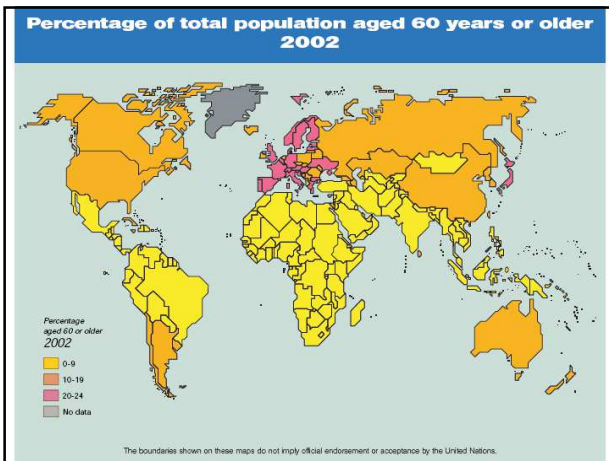 Percentage of total population aged 60 years or older
2002
Percentage
aged 60 or older
2002
0-9
10-19
20-24
No data
The boundaries shown on these maps do not imply official endorsement or acceptance by the United Nations.